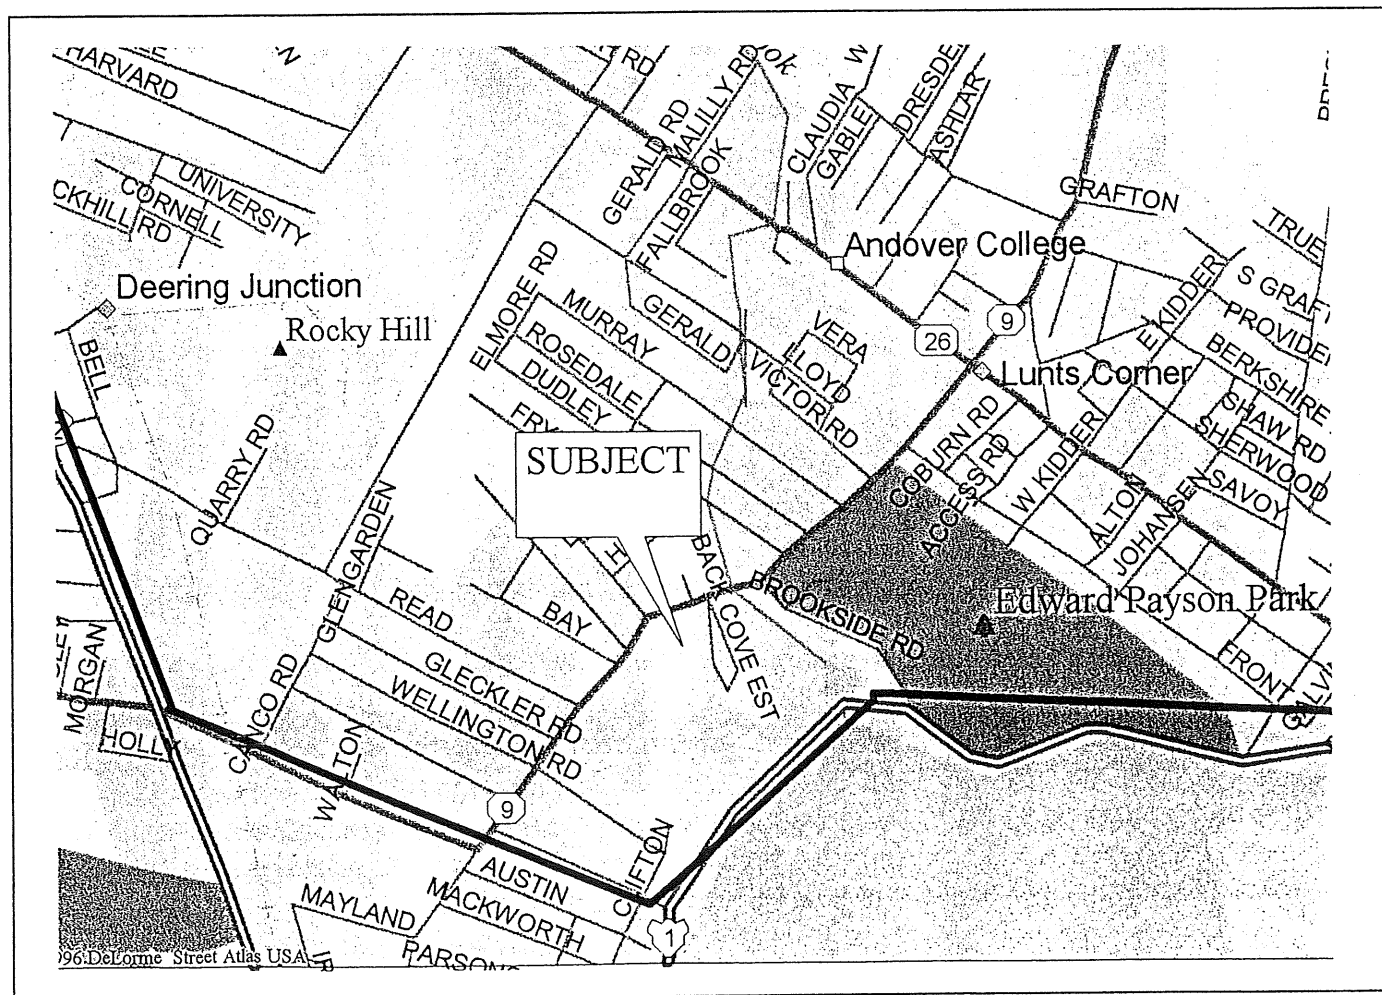 HARVARD
RD
GERALD RD
MALILLY RD
FALLBROOK
CLAUDIA W
GABLE
DRESDE
ASHLAR
GRAFTON
TRUE
UNIVERSITY
CORNELL
CKHILL RD
Andover College
Deering Junction
Rocky Hill
ELMORE RD
MURRAY
GERALD
VERA
LLOYD
VICTOR RD
ROSEDALE
DUDLEY
FRY
26
9
Lunts Corner
E KIDDER
S GRAFT
PROVIDE
BERKSHIRE
SHAW RD
SHERWOOD
SAVOY
BELL
QUARRY RD
SUBJECT
COBURN RD
ACCESS RD
W KIDDER
ALTON
JOHANSEN
GLENGARDEN
H
BACK COVE EST
BROOKSIDE RD
Edward Payson Park
READ
BAY
GLECKLER RD
WELLINGTON RD
FRONT
MORGAN
HOLLY
CANCO RD
WALTON
9
CLIFTON
AUSTIN
MACKWORTH
MAYLAND
PARSONS
1
96 DeLorme Street Atlas USA